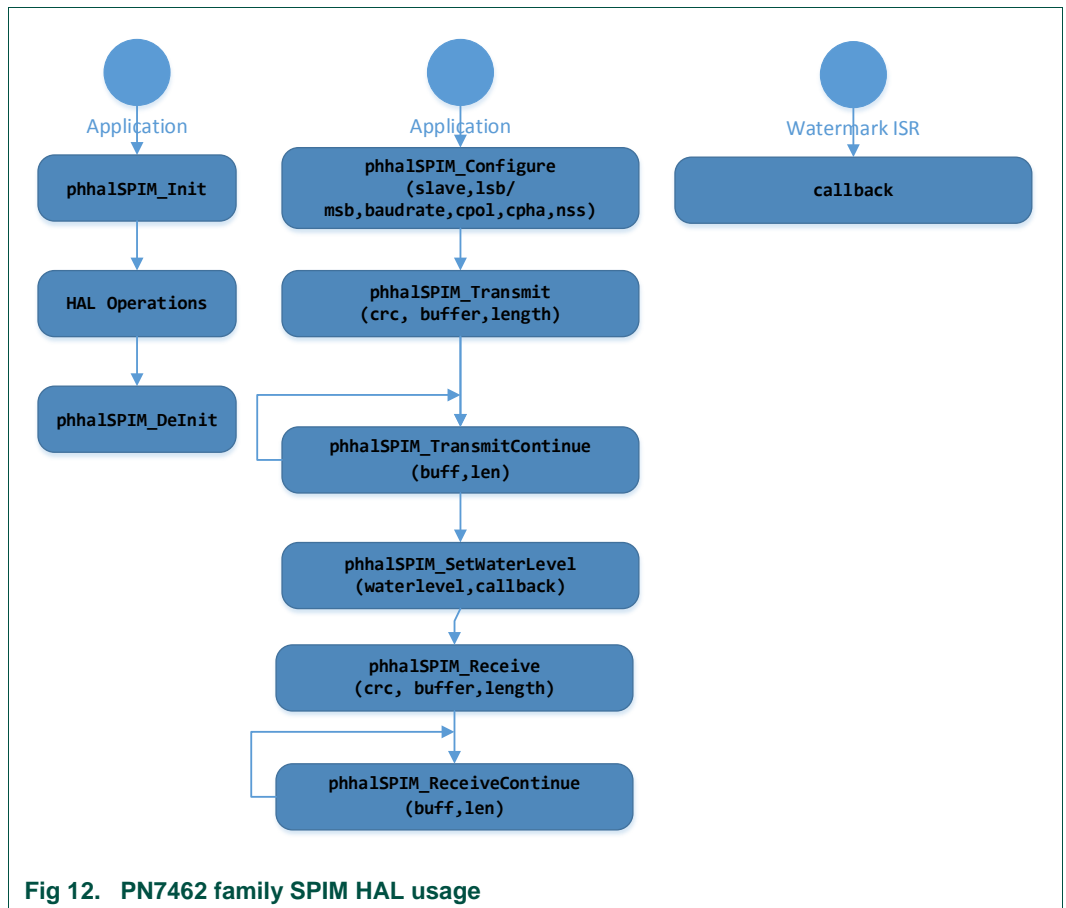 Application
phhalSPIM_Init
HAL Operations
phhalSPIM_DeInit
Application
phhalSPIM_Configure
(slave,lsb/
msb,baudrate,cpol,cpha,nss)
phhalSPIM_Transmit
(crc, buffer,length)
phhalSPIM_TransmitContinue
(buff,len)
phhalSPIM_SetWaterLevel
(waterlevel,callback)
phhalSPIM_Receive
(crc, buffer,length)
phhalSPIM_ReceiveContinue
(buff,len)
Watermark ISR
callback
Fig 12. PN7462 family SPIM HAL usage